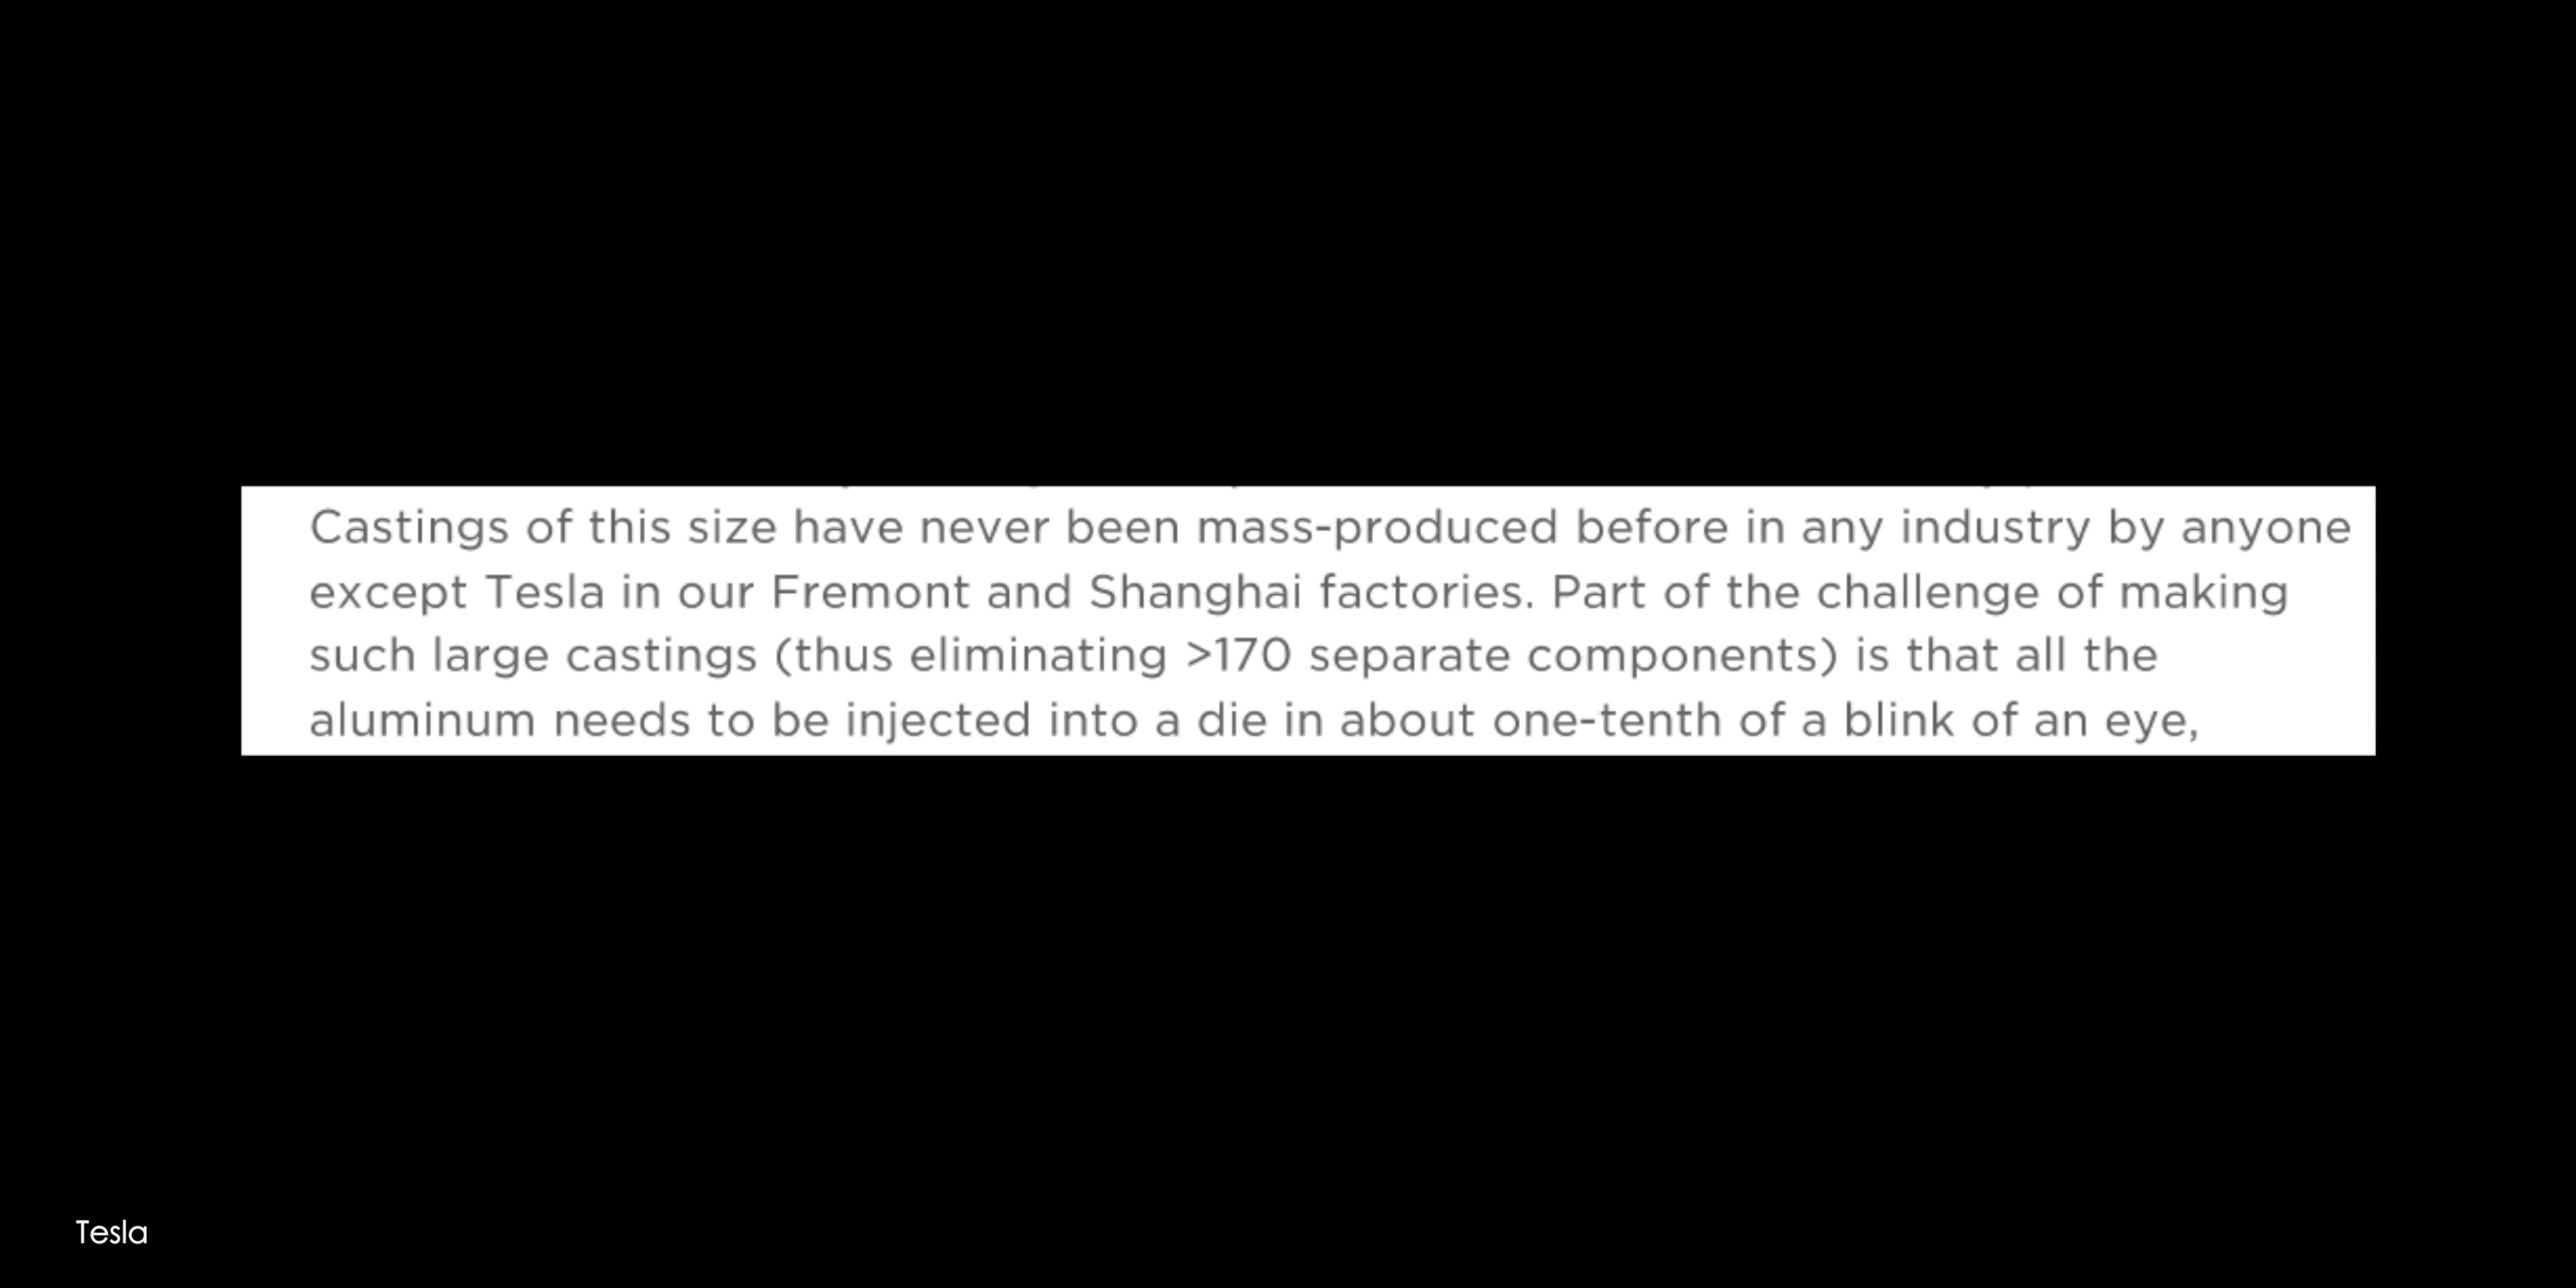 Castings of this size have never been mass-produced before in any industry by anyone
except Tesla in our Fremont and Shanghai factories. Part of the challenge of making
such large castings (thus eliminating >170 separate components) is that all the
aluminum needs to be injected into a die in about one-tenth of a blink of an eye,
Tesla